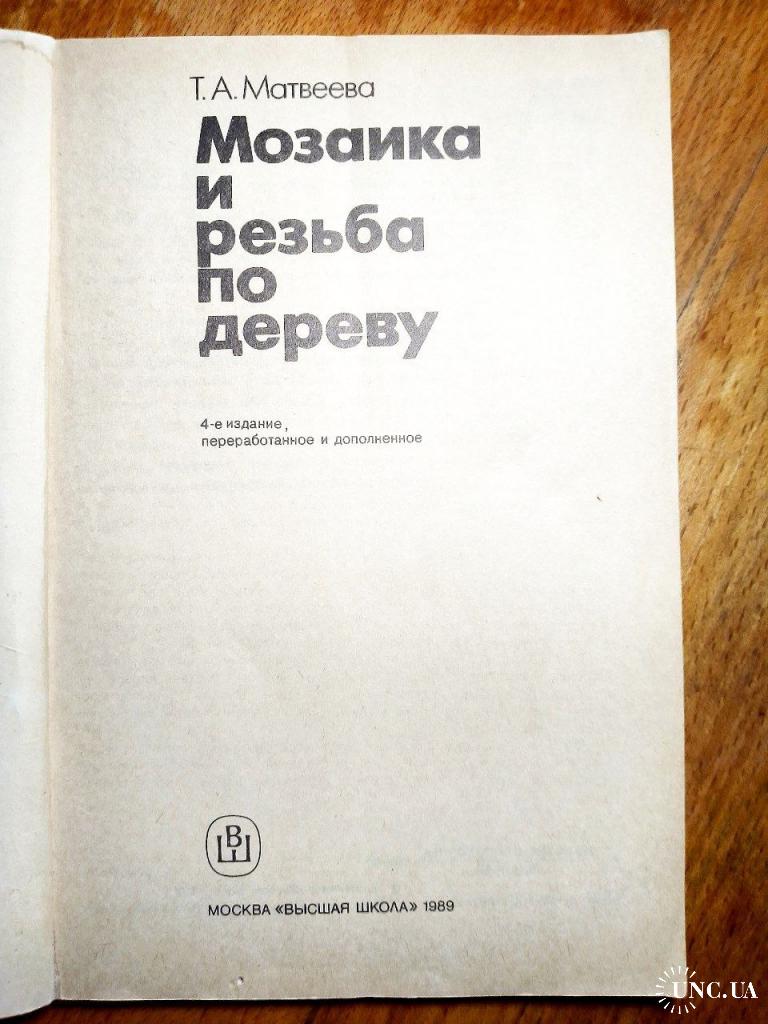 Т. А. Матвеева
Мозаика
и
резьба
по
дереву
4-е издание,
переработанное и дополненное
ВШ
МОСКВА «ВЫСШАЯ ШКОЛА» 1989
UNC.UA